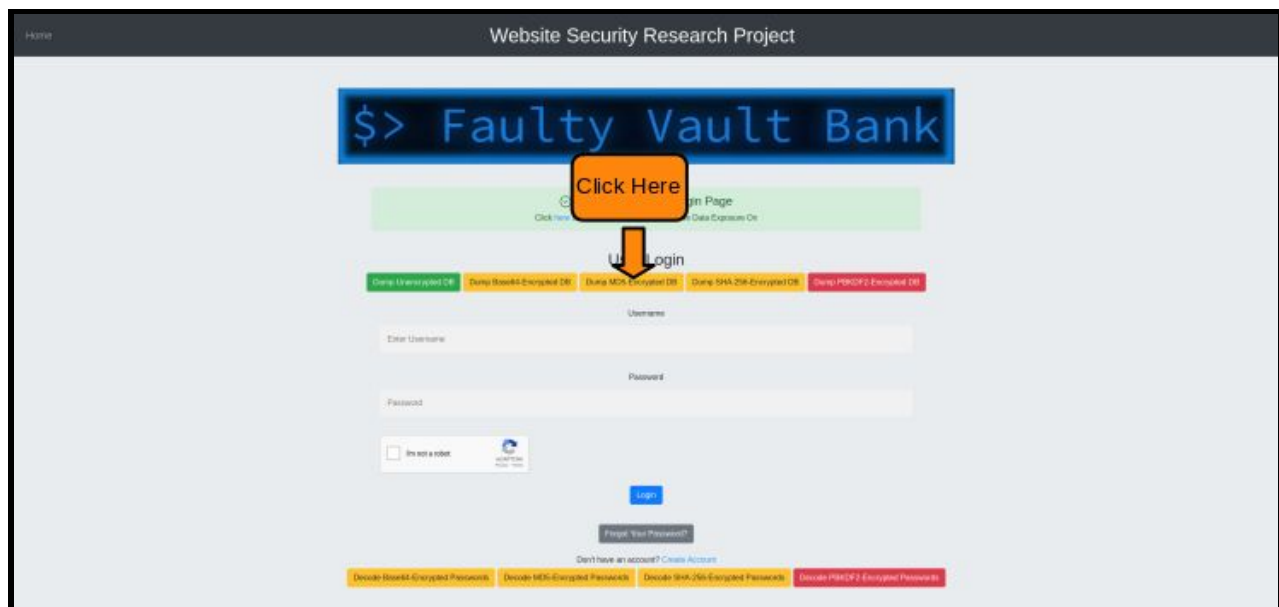 Home
Website Security Research Project
$> Faulty Vault Bank
Click Here
gin Page
Click here
Data Exposure On
Login
Dump Unencrypted DB
Dump Base64-Encrypted DB
Dump MD5-Encrypted DB
Dump SHA-256-Encrypted DB
Dump PBKDF2-Encrypted DB
Username
Enter Username
Password
Password
I'm not a robot
reCAPTCHA
Login
Forgot Your Password?
Don't have an account? Create Account
Decode Base64-Encrypted Passwords
Decode MD5-Encrypted Passwords
Decode SHA-256-Encrypted Passwords
Decode PBKDF2-Encrypted Passwords